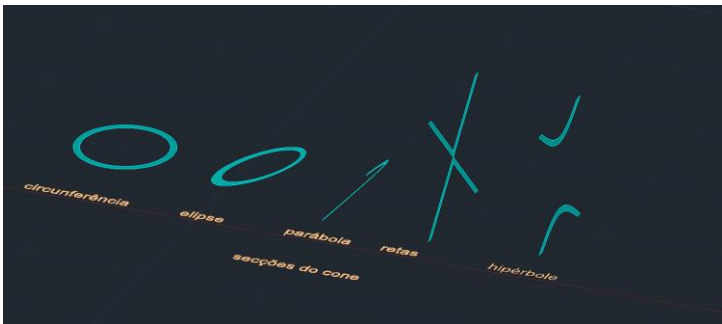 circunferência
elipse
parábola
retas
hipérbole
secções do cone